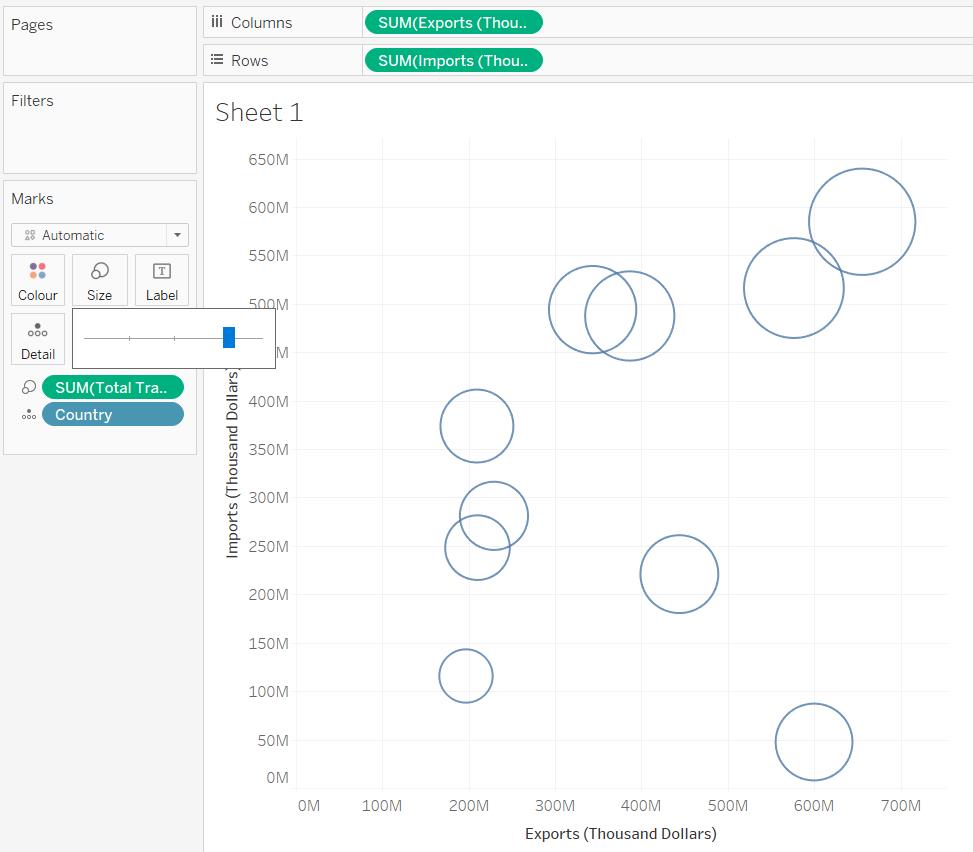 Pages
Columns
SUM(Exports (Thou..
Rows
SUM(Imports (Thou..
Filters
Sheet 1
Marks
Automatic
Colour
Size
T
Label
Detail
SUM(Total Tra..
Country
650M
600M
550M
500M
M
400M
350M
300M
250M
200M
150M
100M
50M
0M
Imports (Thousand Dollars)
0M
100M
200M
300M
400M
500M
600M
700M
Exports (Thousand Dollars)